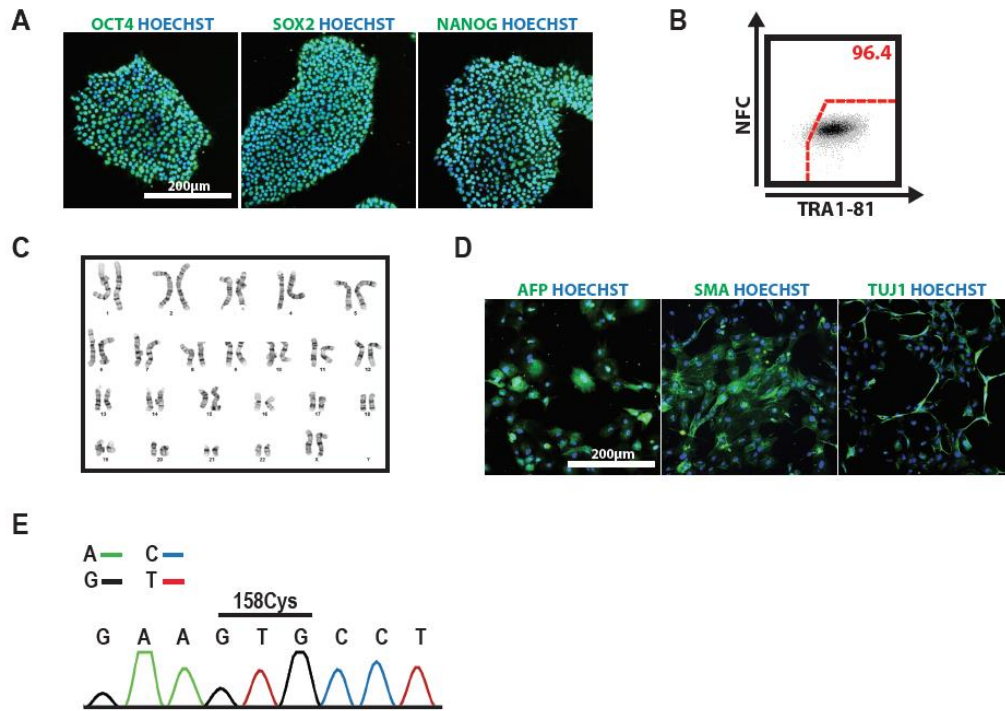 A
OCT4 HOECHST
SOX2 HOECHST
NANOG HOECHST
200µm
B
96.4
NFC
TRA1-81
C
1 2 4 5
6 7 8 9 10 11 12
13 14 15 16 17 18
19 20 21 22 X Y
D
AFP HOECHST
SMA HOECHST
TUJ1 HOECHST
200µm
E
A C
G T
158Cys
G A A G T G C C T